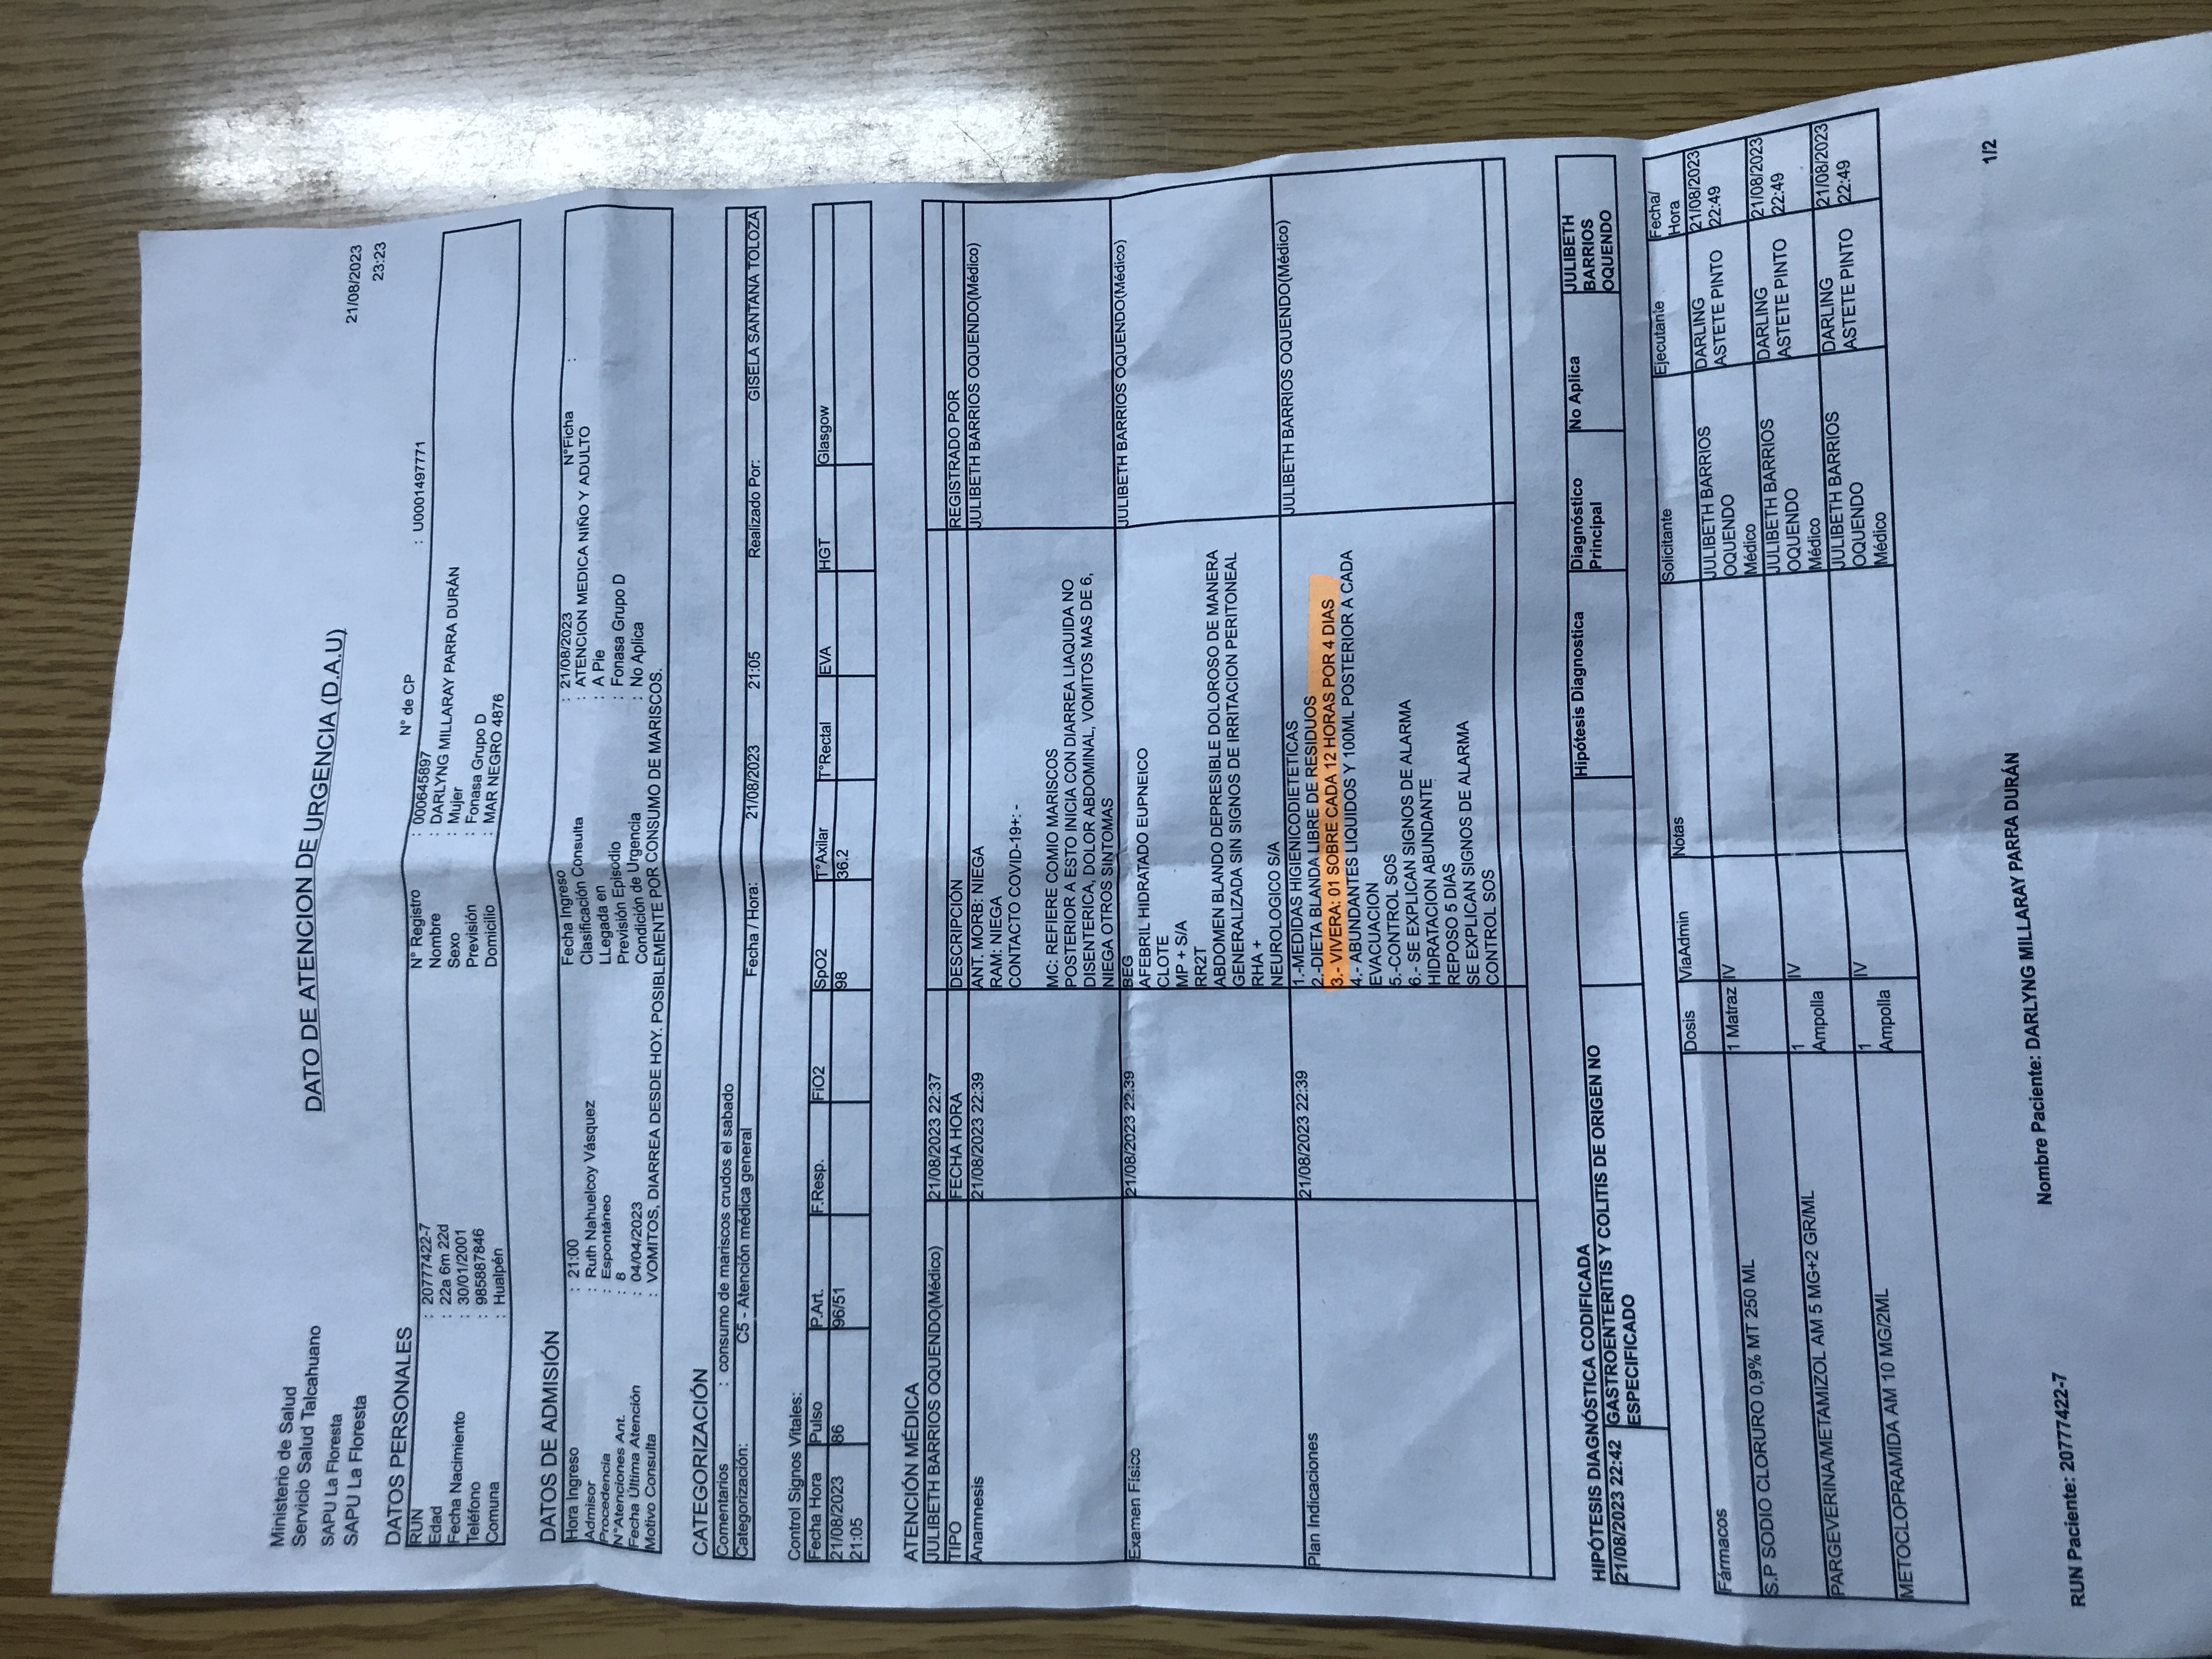 Ministerio de Salud
Servicio Salud Talcahuano
SAPU La Floresta
SAPU La Floresta
DATO DE ATENCION DE URGENCIA (D.A.U)
21/08/2023
23:23
DATOS PERSONALES
N° de CP : U0001497771
RUN : 20777422-7 N° Registro : 000645897
Edad : 22a 6m 22d Nombre : DARLYNG MILLARAY PARRA DURÁN
Fecha Nacimiento : 30/01/2001 Sexo : Mujer
Teléfono : 985887846 Previsión : Fonasa Grupo D
Comuna : Hualpén Domicilio : MAR NEGRO 4876
DATOS DE ADMISIÓN
Hora Ingreso : 21:00 Fecha Ingreso : 21/08/2023 N°Ficha :
Admisor : Ruth Nahuelcoy Vásquez Clasificación Consulta : ATENCION MEDICA NIÑO Y ADULTO
Procedencia : Espontáneo LLegada en : A Pie
N°Atenciones Ant. : 8 Previsión Episodio : Fonasa Grupo D
Fecha Última Atención : 04/04/2023 Condición de Urgencia : No Aplica
Motivo Consulta : VOMITOS, DIARREA DESDE HOY. POSIBLEMENTE POR CONSUMO DE MARISCOS.
CATEGORIZACIÓN
Comentarios : consumo de mariscos crudos el sabado
Categorización: C5 - Atención médica general Fecha / Hora: 21/08/2023 21:05 Realizado Por: GISELA SANTANA TOLOZA
Control Signos Vitales:
Fecha Hora Pulso P.Art. F.Resp. FiO2 SpO2 T°Axilar T°Rectal EVA HGT Glasgow
21/08/2023 86 96/51 98 36.2
21:05
ATENCIÓN MÉDICA
JULIBETH BARRIOS OQUENDO(Médico) 21/08/2023 22:37
TIPO FECHA HORA DESCRIPCIÓN REGISTRADO POR
Anamnesis 21/08/2023 22:39 ANT. MORB: NIEGA JULIBETH BARRIOS OQUENDO(Médico)
RAM: NIEGA
CONTACTO COVID-19+: -
MC: REFIERE COMIO MARISCOS
POSTERIOR A ESTO INICIA CON DIARREA LIAQUIDA NO
DISENTERICA, DOLOR ABDOMINAL, VOMITOS MAS DE 6,
NIEGA OTROS SINTOMAS
Examen Físico 21/08/2023 22:39 BEG JULIBETH BARRIOS OQUENDO(Médico)
AFEBRIL HIDRATADO EUPNEICO
CLOTE
MP + S/A
RR2T
ABDOMEN BLANDO DEPRESIBLE DOLOROSO DE MANERA
GENERALIZADA SIN SIGNOS DE IRRITACION PERITONEAL
RHA +
NEUROLOGICO S/A
Plan Indicaciones 21/08/2023 22:39 1.-MEDIDAS HIGIENICODIETETICAS JULIBETH BARRIOS OQUENDO(Médico)
2.-DIETA BLANDA LIBRE DE RESIDUOS
3.- VIVERA: 01 SOBRE CADA 12 HORAS POR 4 DIAS
4.- ABUNDANTES LIQUIDOS Y 100ML POSTERIOR A CADA
EVACUACION
5.-CONTROL SOS
6.- SE EXPLICAN SIGNOS DE ALARMA
HIDRATACION ABUNDANTE
REPOSO 5 DIAS
SE EXPLICAN SIGNOS DE ALARMA
CONTROL SOS
HIPÓTESIS DIAGNÓSTICA CODIFICADA
21/08/2023 22:42 GASTROENTERITIS Y COLITIS DE ORIGEN NO ESPECIFICADO Hipótesis Diagnostica Diagnóstico Principal No Aplica JULIBETH BARRIOS OQUENDO
Fármacos Dosis ViaAdmin Notas Solicitante Ejecutante Fecha/ Hora
S.P SODIO CLORURO 0,9% MT 250 ML 1 Matraz IV JULIBETH BARRIOS OQUENDO Médico DARLING ASTETE PINTO 21/08/2023 22:49
PARGEVERINA/METAMIZOL AM 5 MG+2 GR/ML 1 Ampolla IV JULIBETH BARRIOS OQUENDO Médico DARLING ASTETE PINTO 21/08/2023 22:49
METOCLOPRAMIDA AM 10 MG/2ML 1 Ampolla IV JULIBETH BARRIOS OQUENDO Médico DARLING ASTETE PINTO 21/08/2023 22:49
1/2
RUN Paciente: 20777422-7 Nombre Paciente: DARLYNG MILLARAY PARRA DURÁN